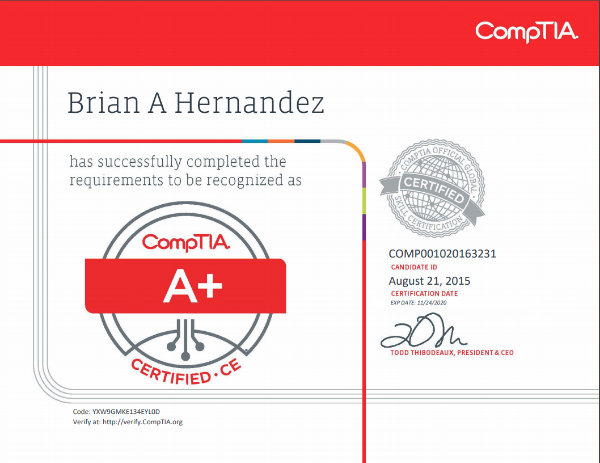 CompTIA.
Brian A Hernandez
has successfully completed the
requirements to be recognized as
CompTIA.
A+
CERTIFIED • CE
COMPTIA OFFICIAL GLOBAL
CERTIFIED
SKILL CERTIFICATION
COMP001020163231
CANDIDATE ID
August 21, 2015
CERTIFICATION DATE
EXP DATE: 11/24/2020
TODD THIBODEAUX, PRESIDENT & CEO
Code: YXW9GMKE134EYL0D
Verify at: http://verify.CompTIA.org